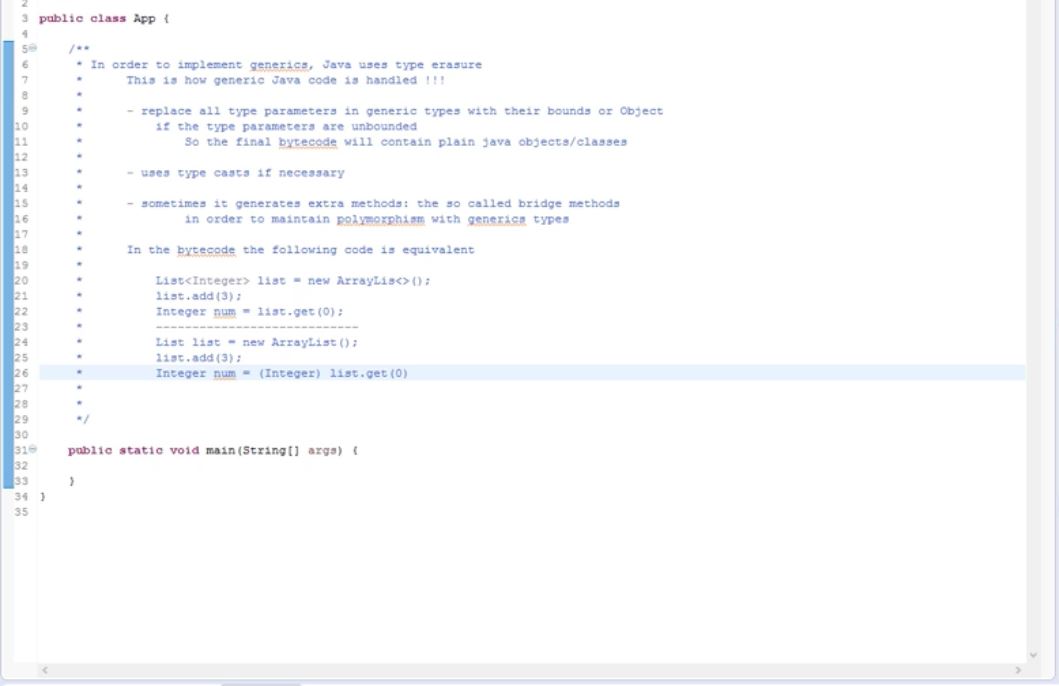 2
3 public class App {
4
5 /**
6 * In order to implement generics, Java uses type erasure
7 * This is how generic Java code is handled !!!
8 *
9 * - replace all type parameters in generic types with their bounds or Object
10 * if the type parameters are unbounded
11 * So the final bytecode will contain plain java objects/classes
12 *
13 * - uses type casts if necessary
14 *
15 * - sometimes it generates extra methods: the so called bridge methods
16 * in order to maintain polymorphism with generics types
17 *
18 * In the bytecode the following code is equivalent
19 *
20 * List<Integer> list = new ArrayLis<>();
21 * list.add(3);
22 * Integer num = list.get(0);
23 * ----------------------------
24 * List list = new ArrayList();
25 * list.add(3);
26 * Integer num = (Integer) list.get(0)
27 *
28 *
29 */
30
31 public static void main(String[] args) {
32
33 }
34 }
35